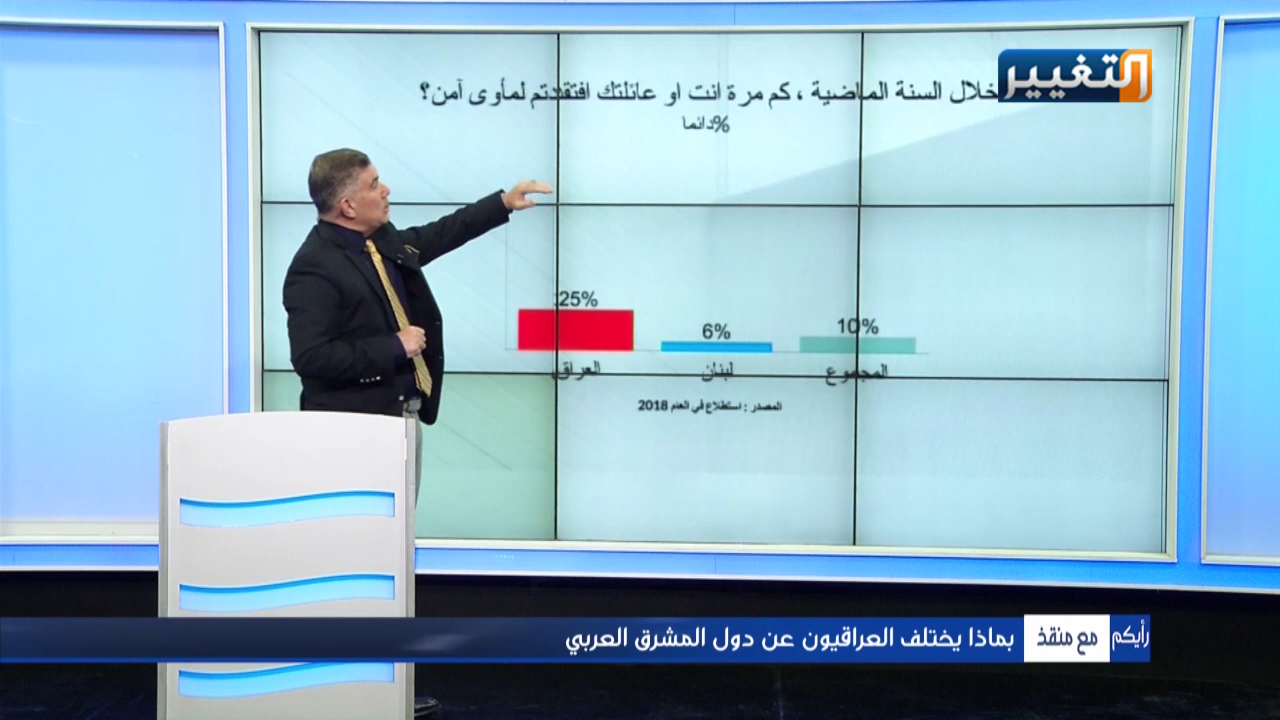 التغيير
خلال السنة الماضية ، كم مرة انت او عائلتك افتقدتم لمأوى آمن؟
%دائما
25%
6%
10%
العراق
لبنان
المجموع
المصدر : استطلاع في العام 2018
رأيكم مع منقذ بماذا يختلف العراقيون عن دول المشرق العربي